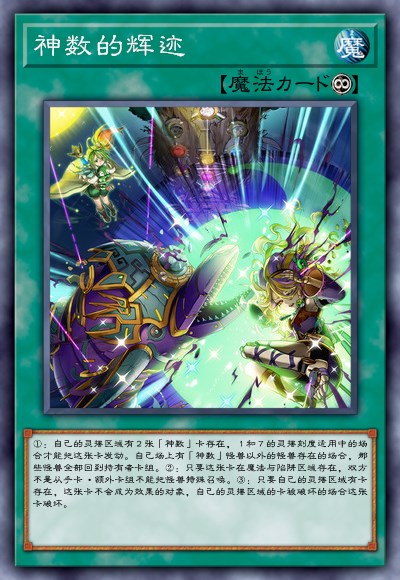 神数的辉迹
魔
【魔法カード】
まほう
①：自己的灵摆区域有２张「神数」卡存在，１和７的灵摆刻度适用中的场
合才能把这张卡发动。自己场上有「神数」怪兽以外的怪兽存在的场合，那
些怪兽全部回到持有者卡组。②：只要这张卡在魔法与陷阱区域存在，双方
不是从手卡・额外卡组不能把怪兽特殊召唤。③：只要自己的灵摆区域有卡
存在，这张卡不会成为效果的对象，自己的灵摆区域的卡被破坏的场合这张
卡破坏。